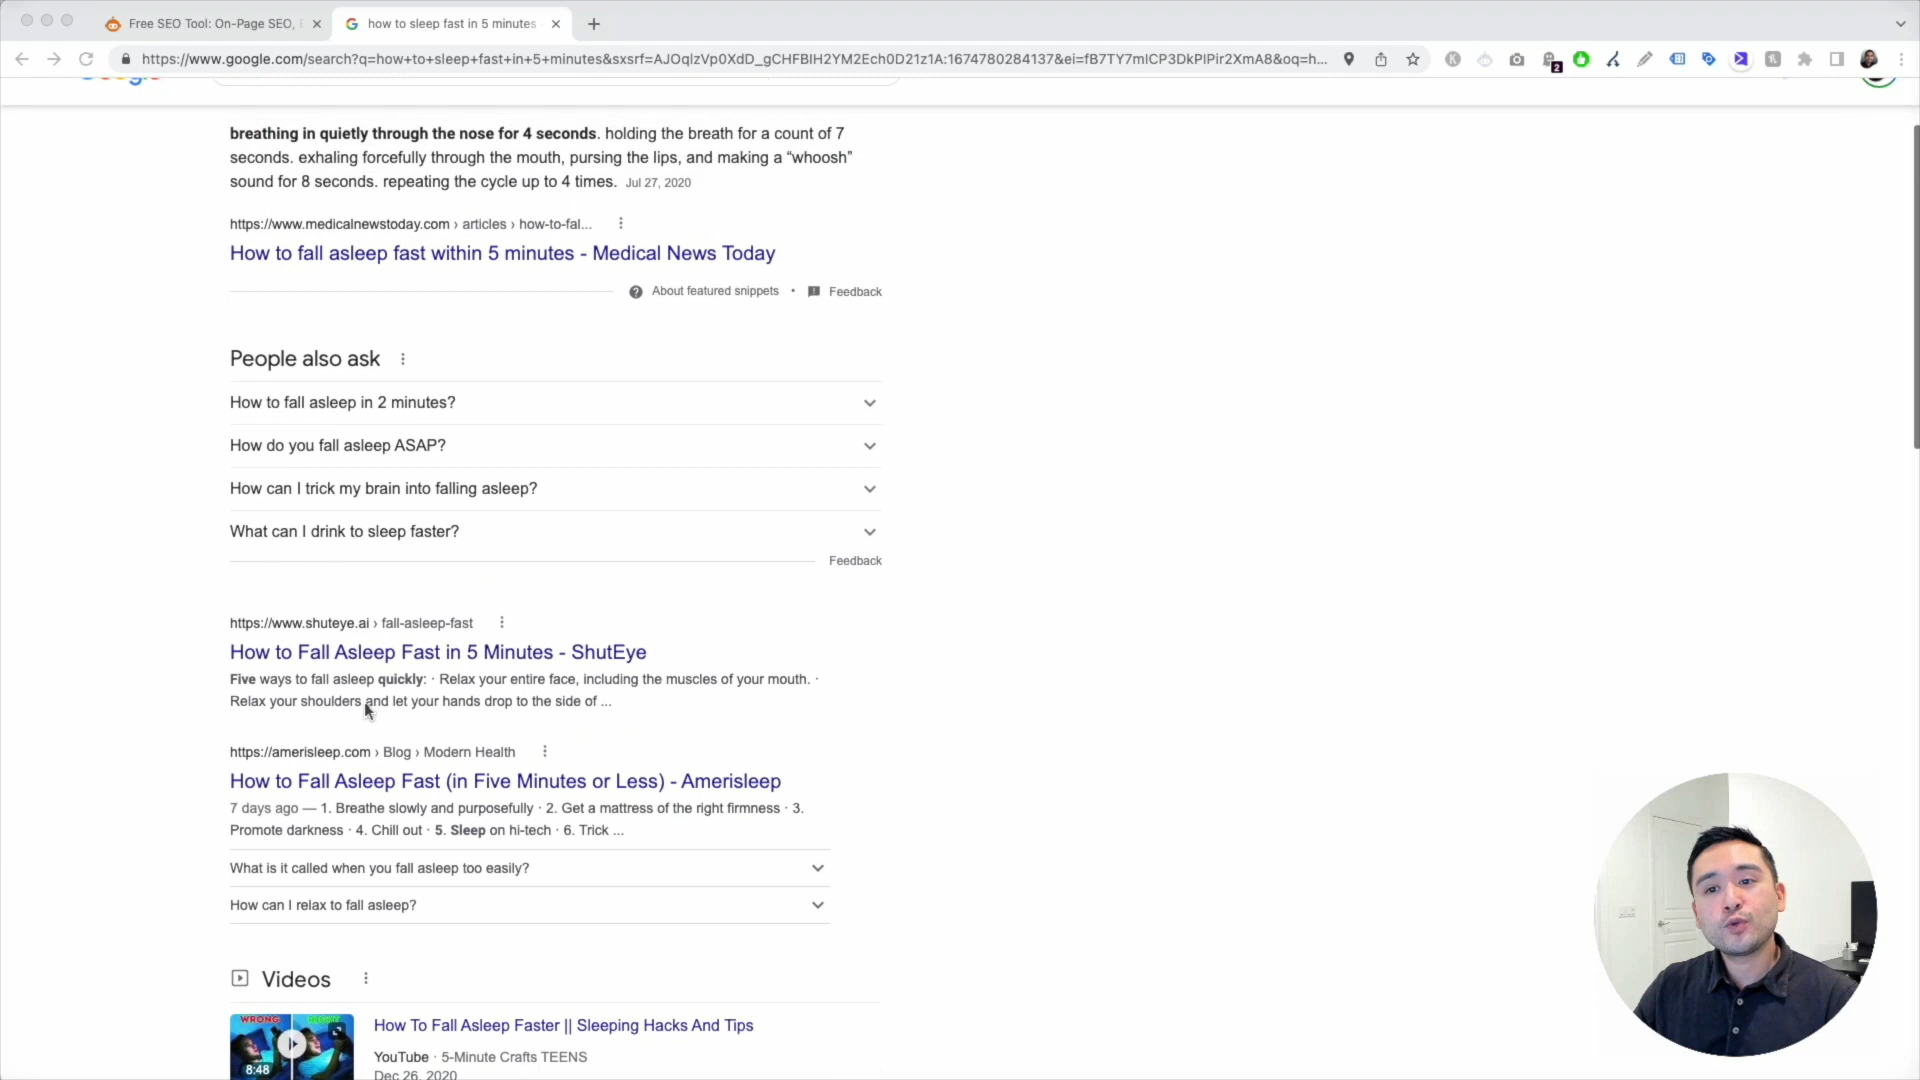 Free SEO Tool: On-Page SEO,
how to sleep fast in 5 minutes
https://www.google.com/search?q=how+to+sleep+fast+in+5+minutes&sxsrf=AJOqlzVp0XdD_gCHFBIH2YM2Ech0D21z1A:1674780284137&ei=fB7TY7mICP3DkPIPir2XmA8&oq=h...
2
breathing in quietly through the nose for 4 seconds. holding the breath for a count of 7
seconds. exhaling forcefully through the mouth, pursing the lips, and making a “whoosh”
sound for 8 seconds. repeating the cycle up to 4 times. Jul 27, 2020
https://www.medicalnewstoday.com › articles › how-to-fal...
How to fall asleep fast within 5 minutes - Medical News Today
About featured snippets • Feedback
People also ask
How to fall asleep in 2 minutes?
How do you fall asleep ASAP?
How can I trick my brain into falling asleep?
What can I drink to sleep faster?
Feedback
https://www.shuteye.ai › fall-asleep-fast
How to Fall Asleep Fast in 5 Minutes - ShutEye
Five ways to fall asleep quickly: · Relax your entire face, including the muscles of your mouth. ·
Relax your shoulders and let your hands drop to the side of ...
https://amerisleep.com › Blog › Modern Health
How to Fall Asleep Fast (in Five Minutes or Less) - Amerisleep
7 days ago — 1. Breathe slowly and purposefully · 2. Get a mattress of the right firmness · 3.
Promote darkness · 4. Chill out · 5. Sleep on hi-tech · 6. Trick ...
What is it called when you fall asleep too easily?
How can I relax to fall asleep?
Videos
WRONG
8:48
How To Fall Asleep Faster || Sleeping Hacks And Tips
YouTube · 5-Minute Crafts TEENS
Dec 26, 2020